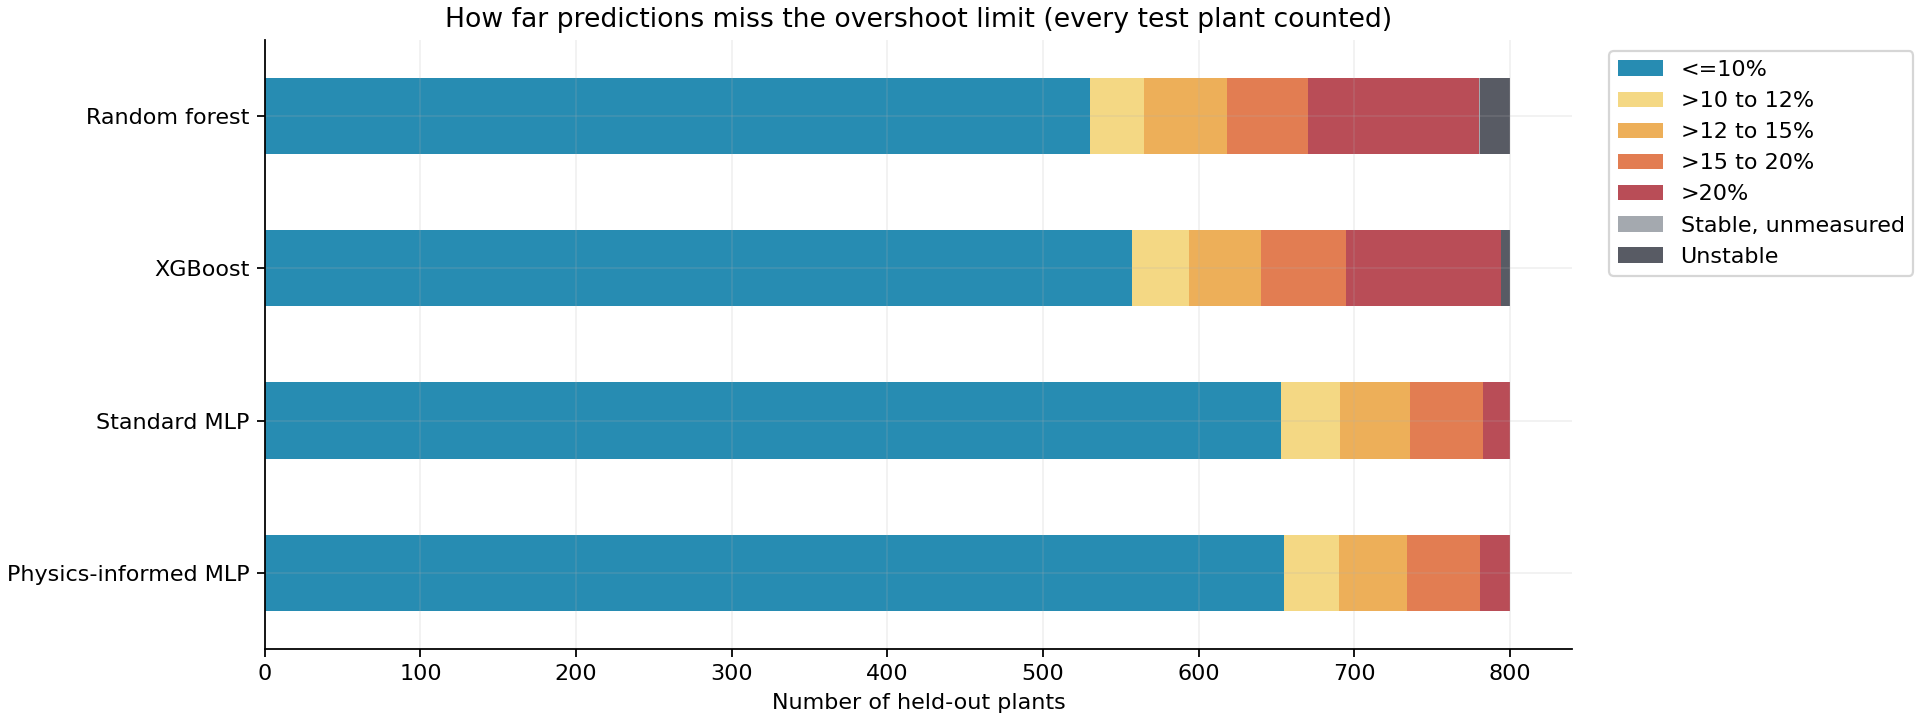 How far predictions miss the overshoot limit (every test plant counted)
Random forest
XGBoost
Standard MLP
Physics-informed MLP
0 100 200 300 400 500 600 700 800
Number of held-out plants
<=10%
>10 to 12%
>12 to 15%
>15 to 20%
>20%
Stable, unmeasured
Unstable